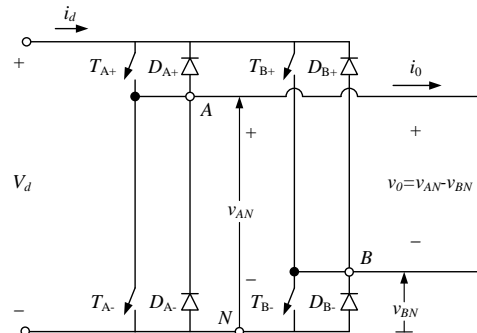 i_d
+
T_A+
D_A+
T_B+
D_B+
i_0
A
+
+
V_d
v_AN
v_0=v_AN-v_BN
B
−
−
−
T_A-
D_A-
N
T_B-
D_B-
v_BN